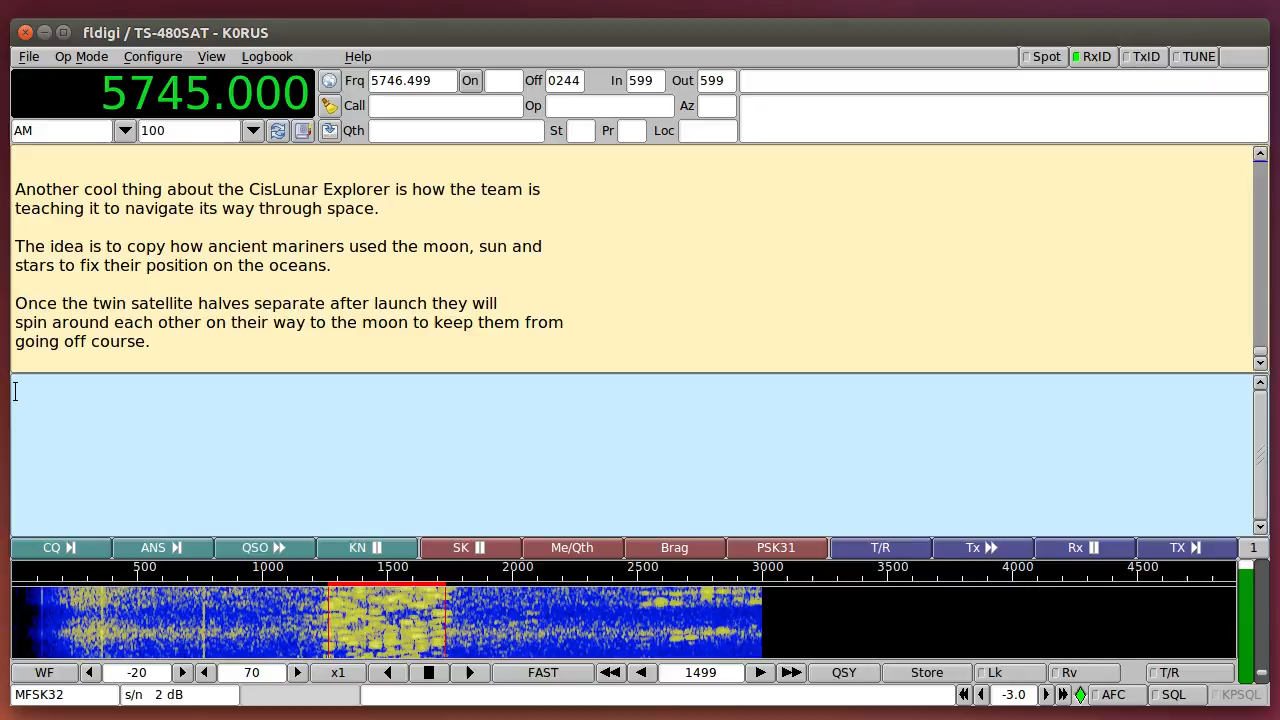 fldigi / TS-480SAT - K0RUS
File Op Mode Configure View Logbook Help Spot RxID TxID TUNE
5745.000 Frq 5746.499 On Off 0244 In 599 Out 599
Call Op Az
AM 100 Qth St Pr Loc
Another cool thing about the CisLunar Explorer is how the team is
teaching it to navigate its way through space.
The idea is to copy how ancient mariners used the moon, sun and
stars to fix their position on the oceans.
Once the twin satellite halves separate after launch they will
spin around each other on their way to the moon to keep them from
going off course.
CQ ANS QSO KN SK Me/Qth Brag PSK31 T/R Tx Rx TX 1
500 1000 1500 2000 2500 3000 3500 4000 4500
WF -20 70 x1 FAST 1499 QSY Store Lk Rv T/R
MFSK32 s/n 2 dB -3.0 AFC SQL KPSQL